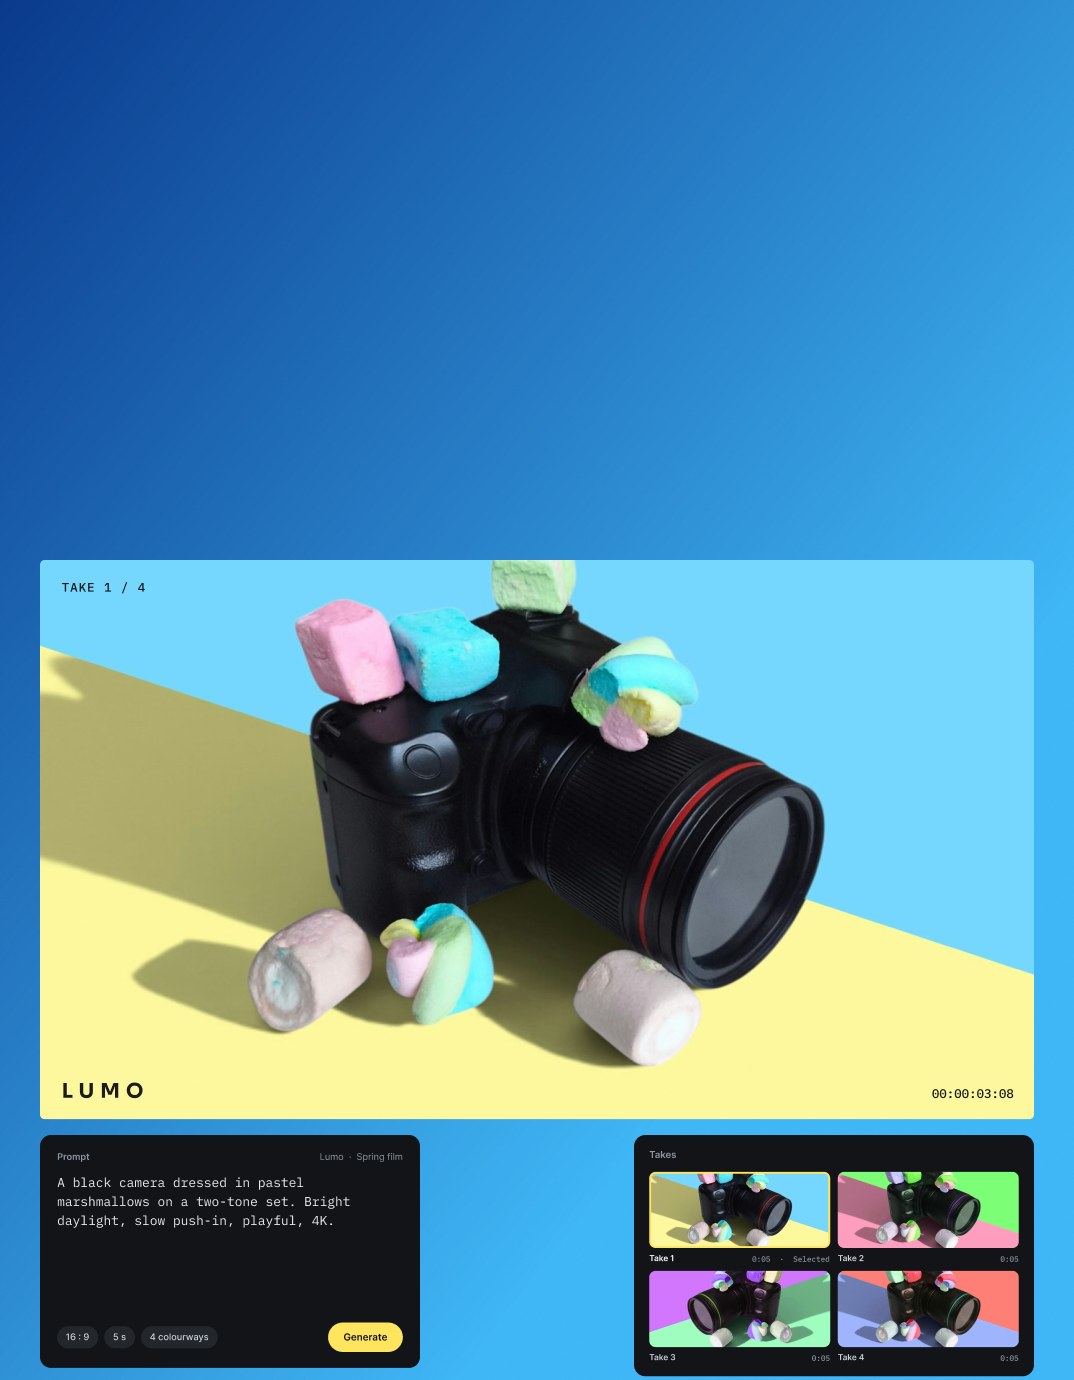 TAKE 1 / 4
LUMO
00:00:03:08
Prompt
Lumo · Spring film
A black camera dressed in pastel
marshmallows on a two-tone set. Bright
daylight, slow push-in, playful, 4K.
16 : 9
5 s
4 colourways
Generate
Takes
Take 1
0:05 · Selected
Take 2
0:05
Take 3
0:05
Take 4
0:05